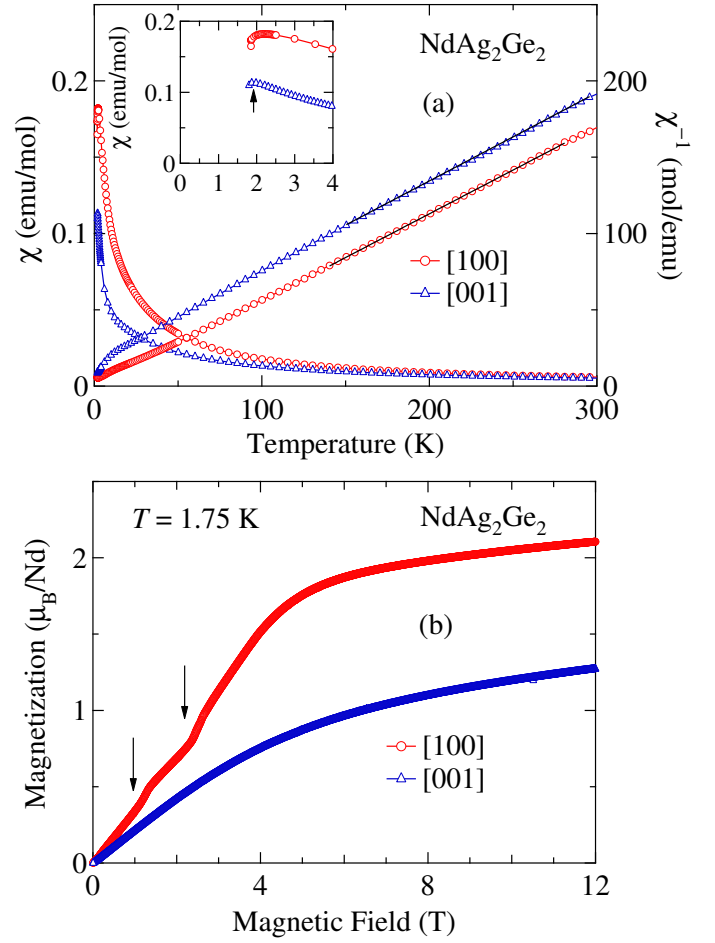 NdAg₂Ge₂
(a)
0.2
0.1
0
χ (emu/mol)
200
100
0
χ⁻¹ (mol/emu)
0.2
0.1
0.0
χ (emu/mol)
0 1 2 3 4
[100]
[001]
0 100 200 300
Temperature (K)
T = 1.75 K
NdAg₂Ge₂
(b)
2
1
0
Magnetization (μ_B/Nd)
[100]
[001]
0 4 8 12
Magnetic Field (T)